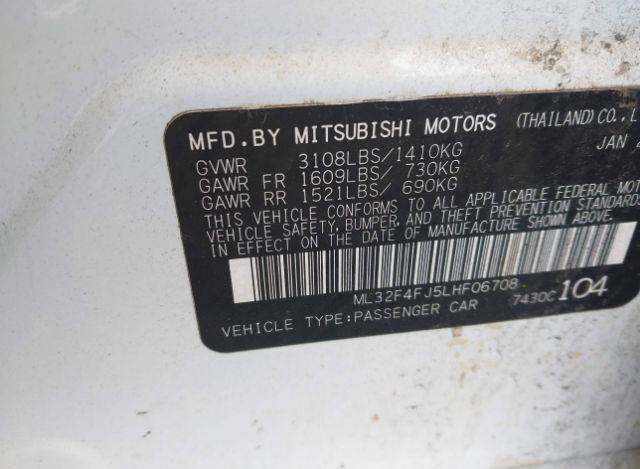 MFD.BY MITSUBISHI MOTORS (THAILAND) CO.,L
JAN 2
GVWR 3108LBS/1410KG
GAWR FR 1609LBS/ 730KG
GAWR RR 1521LBS/ 690KG
THIS VEHICLE CONFORMS TO ALL APPLICABLE FEDERAL MOT
VEHICLE SAFETY, BUMPER, AND THEFT PREVENTION STANDARDS
IN EFFECT ON THE DATE OF MANUFACTURE SHOWN ABOVE.
ML32F4FJ5LHF06708
7430C 104
VEHICLE TYPE:PASSENGER CAR